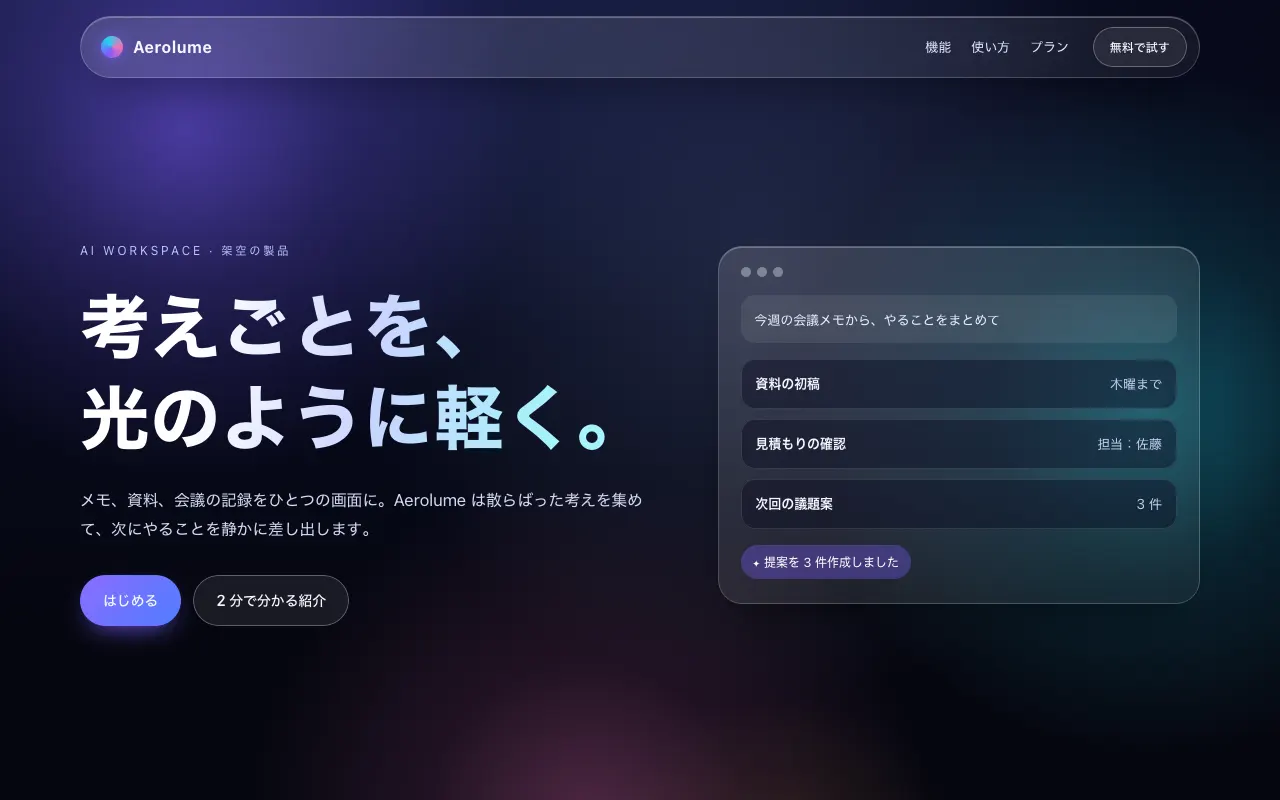 Aerolume
機能
使い方
プラン
無料で試す
AI WORKSPACE · 架空の製品
考えごとを、
光のように軽く。
メモ、資料、会議の記録をひとつの画面に。Aerolume は散らばった考えを集め
て、次にやることを静かに差し出します。
はじめる
2 分で分かる紹介
今週の会議メモから、やることをまとめて
資料の初稿 木曜まで
見積もりの確認 担当：佐藤
次回の議題案 3 件
✦ 提案を 3 件作成しました